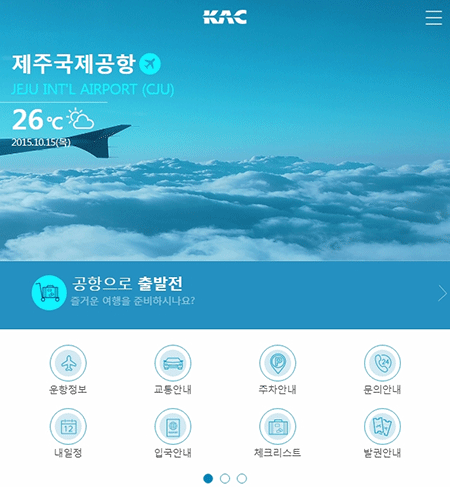 KAC
제주국제공항
JEJU INT'L AIRPORT (CJU)
26℃
2015.10.15(목)
공항으로 출발전
즐거운 여행을 준비하시나요?
운항정보 교통안내 주차안내 문의안내
24
12
내일정 입국안내 체크리스트 발권안내